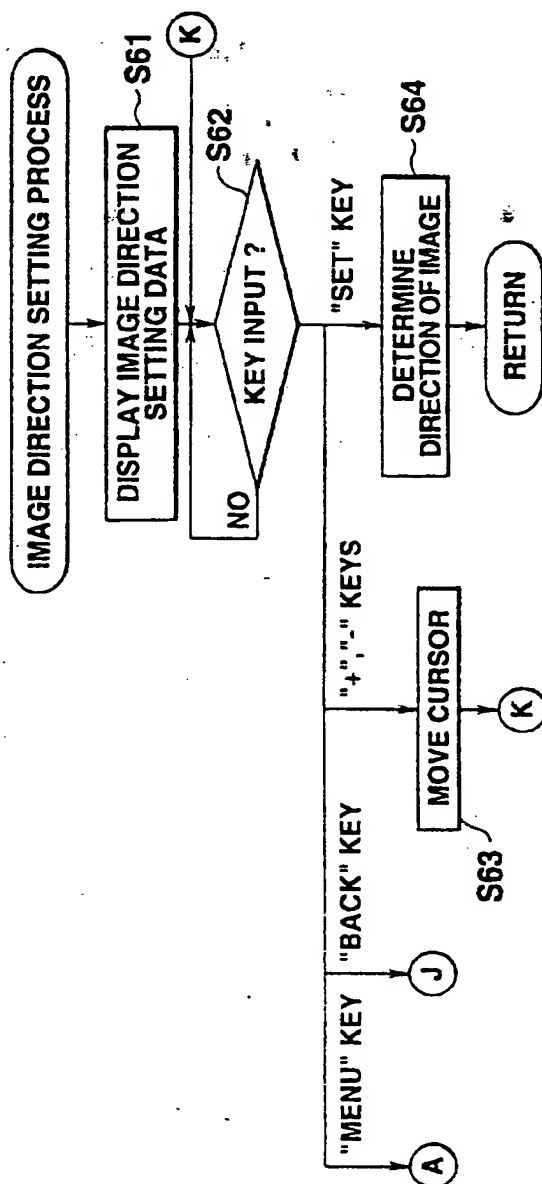 IMAGE DIRECTION SETTING PROCESS
S61
DISPLAY IMAGE DIRECTION
SETTING DATA
K
S62
KEY INPUT ?
NO
"MENU" KEY
"BACK" KEY
"+","-" KEYS
"SET" KEY
A
J
S63
MOVE CURSOR
K
S64
DETERMINE
DIRECTION OF IMAGE
RETURN